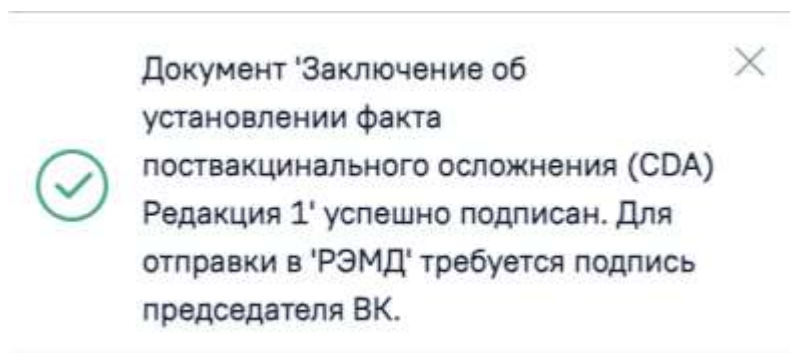 Документ 'Заключение об
установлении факта
поствакцинального осложнения (CDA)
Редакция 1' успешно подписан. Для
отправки в 'РЭМД' требуется подпись
председателя ВК.